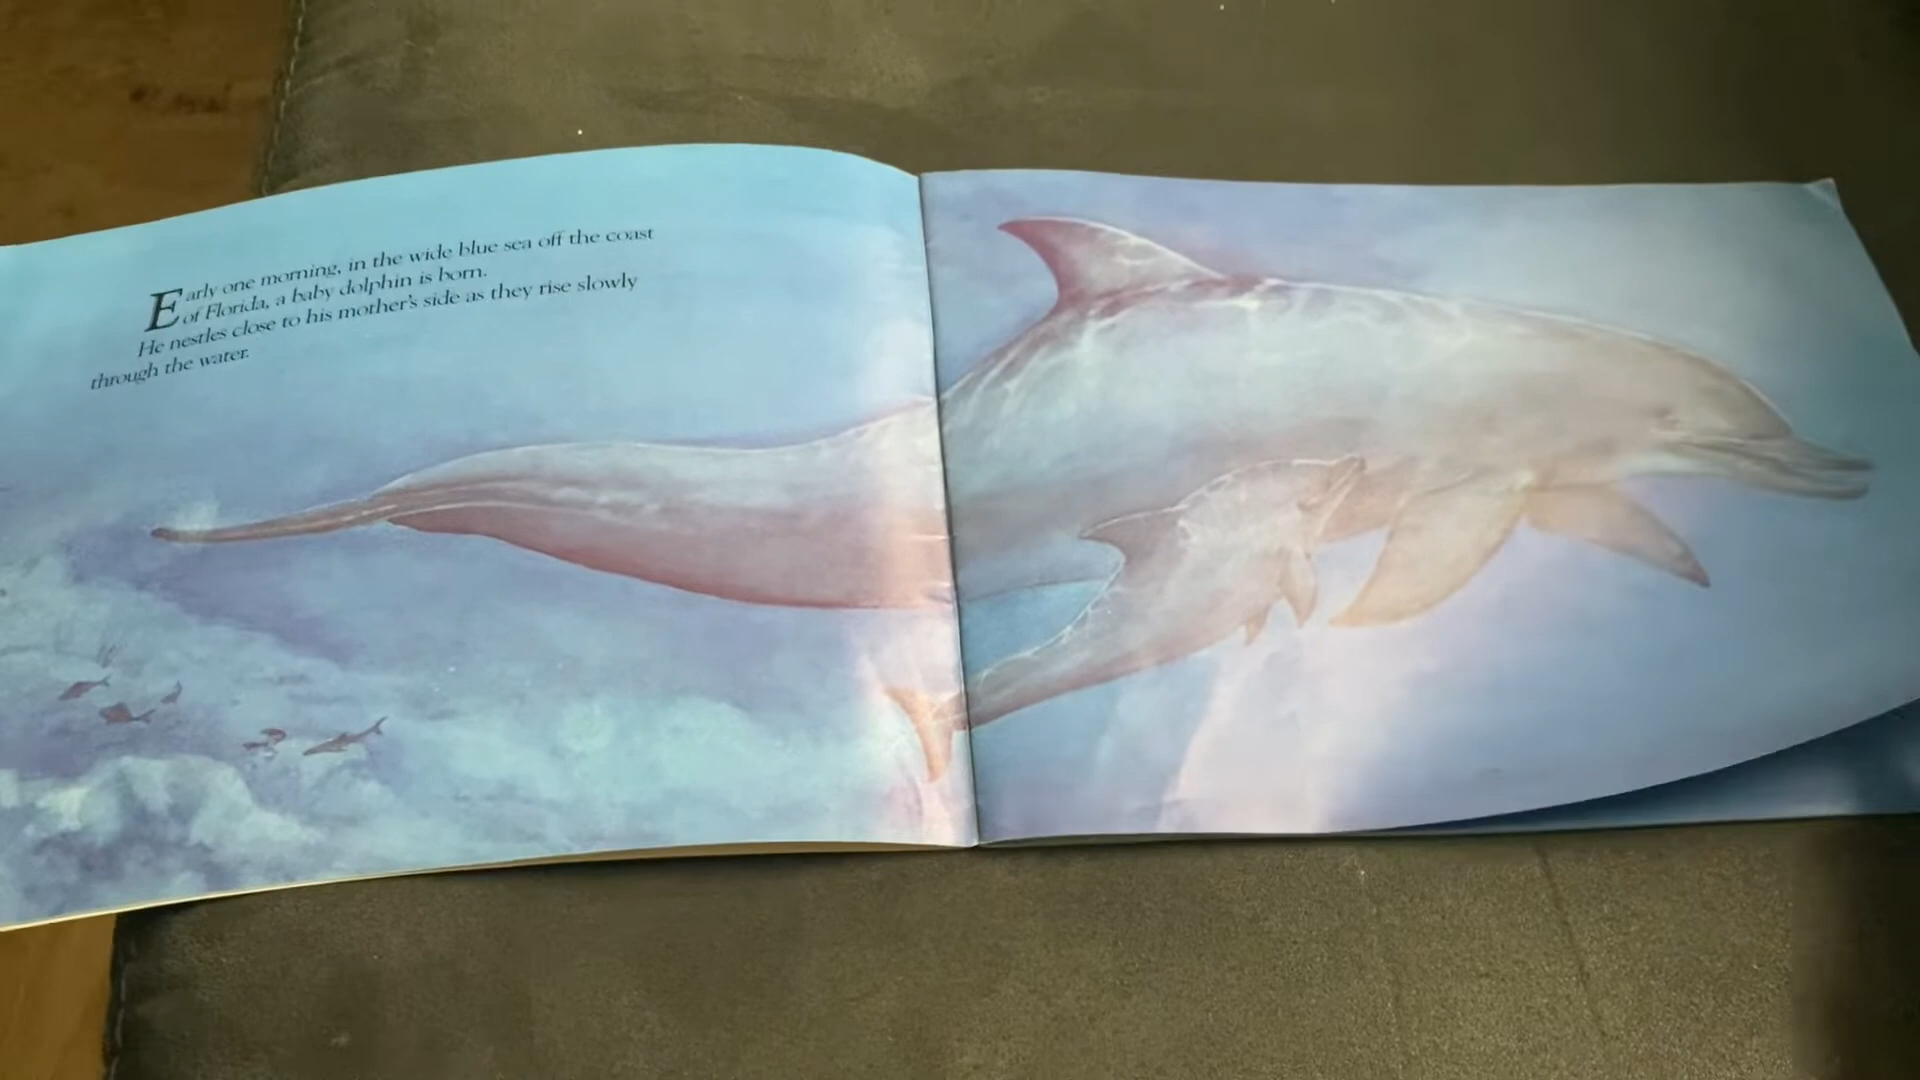 Early one morning, in the wide blue sea off the coast
of Florida, a baby dolphin is born.
He nestles close to his mother's side as they rise slowly
through the water.